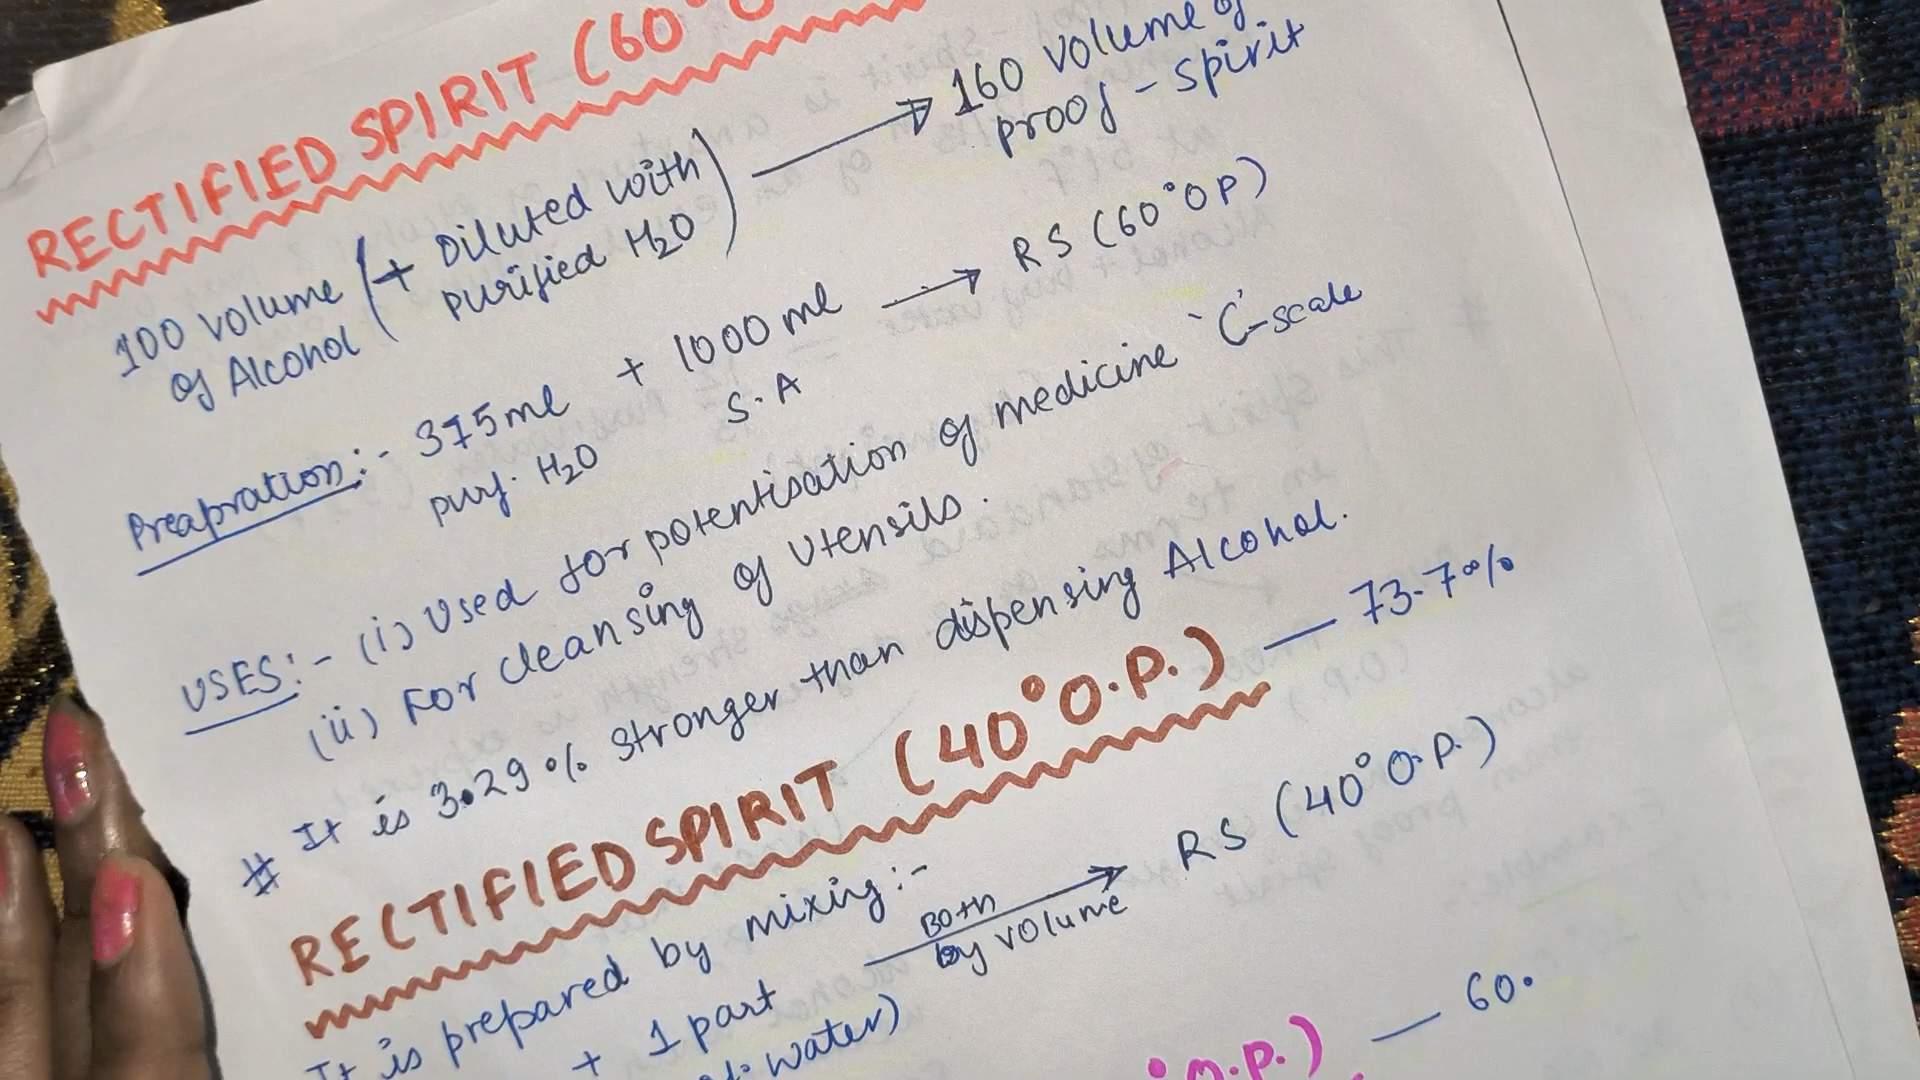 RECTIFIED SPIRIT (60°O
100 volume of Alcohol (+ Diluted with purified H2O) → 160 volume of proof-spirit
Preapration:- 375 ml purf. H2O + 1000 ml S.A → RS (60°OP)
USES:- (i) Used for potentisation of medicine 'C'-scale
(ii) For cleansing of utensils.
# It is 3.29% stronger than dispensing Alcohol.
RECTIFIED SPIRIT (40°O.P.) — 73.7%
It is prepared by mixing:-
+ 1 part water) Both by volume → RS (40°O.P.)
.P.) — 60.